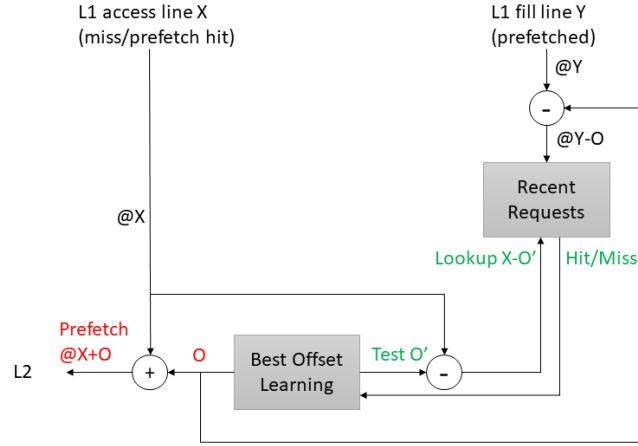 L1 access line X
(miss/prefetch hit)
L1 fill line Y
(prefetched)
@Y
-
@Y-O
Recent
Requests
@X
Lookup X-O’
Hit/Miss
Prefetch
@X+O
O
Best Offset
Learning
Test O’
L2
+
-